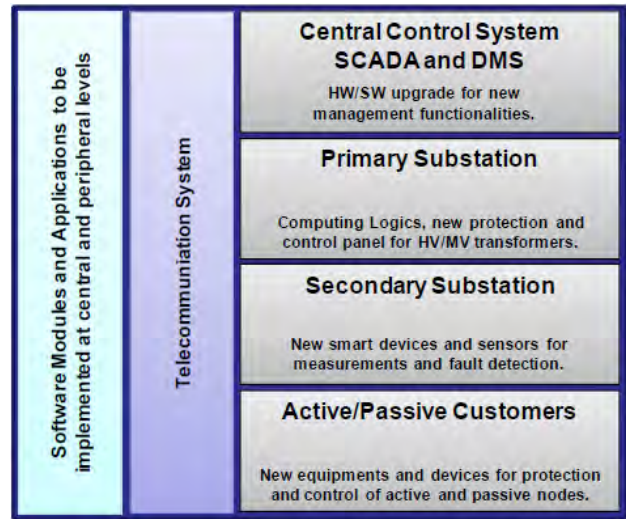 Software Modules and Applications to be
implemented at central and peripheral levels
Telecommuniation System
Central Control System
SCADA and DMS
HW/SW upgrade for new
management functionalities.
Primary Substation
Computing Logics, new protection and
control panel for HV/MV transformers.
Secondary Substation
New smart devices and sensors for
measurements and fault detection.
Active/Passive Customers
New equipments and devices for protection
and control of active and passive nodes.